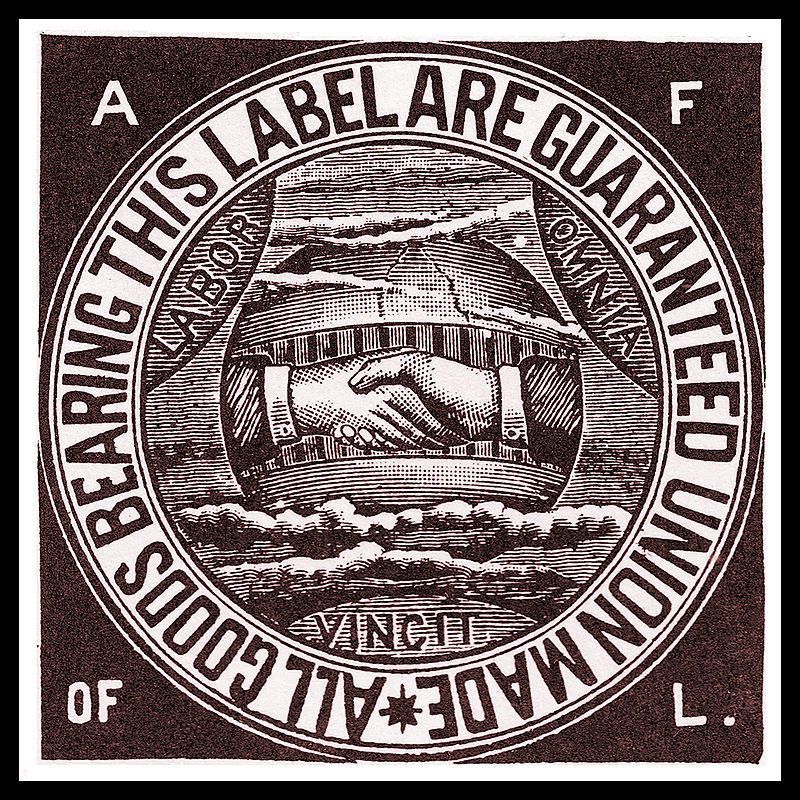 A F
ALL GOODS BEARING THIS LABEL ARE GUARANTEED UNION MADE
LABOR
OMNIA
VINCIT
OF L.